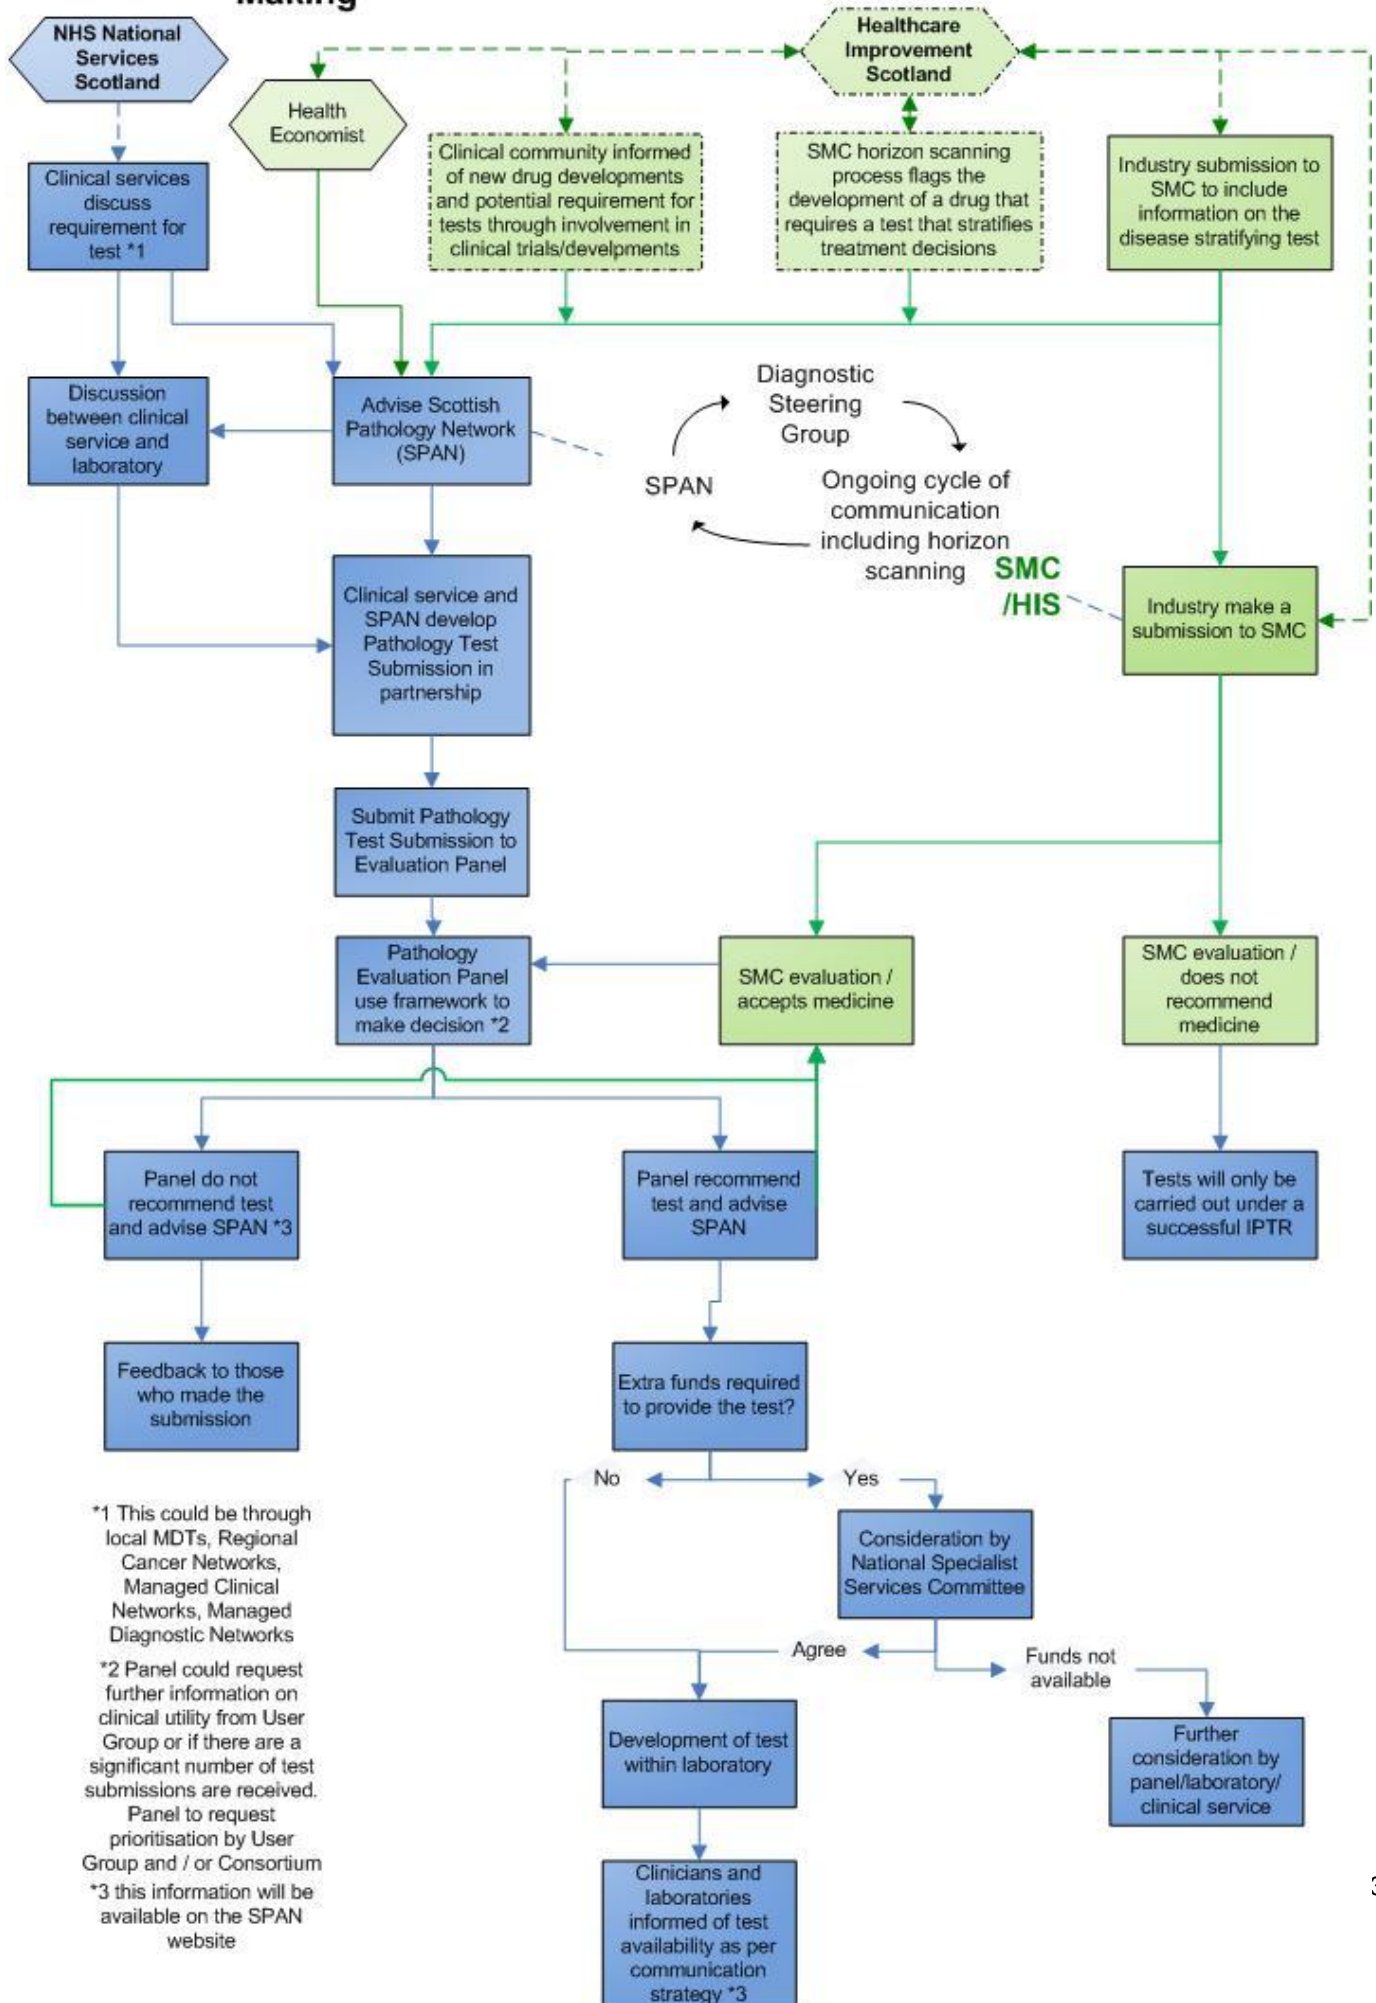 Making
NHS National
Services
Scotland
Healthcare
Improvement
Scotland
Health
Economist
Clinical services
discuss
requirement for
test *1
Clinical community informed
of new drug developments
and potential requirement for
tests through involvement in
clinical trials/develpments
SMC horizon scanning
process flags the
development of a drug that
requires a test that stratifies
treatment decisions
Industry submission to
SMC to include
information on the
disease stratifying test
Discussion
between clinical
service and
laboratory
Advise Scottish
Pathology Network
(SPAN)
Diagnostic
Steering
Group
SPAN
Ongoing cycle of
communication
including horizon
scanning
SMC
/HIS
Clinical service and
SPAN develop
Pathology Test
Submission in
partnership
Industry make a
submission to SMC
Submit Pathology
Test Submission to
Evaluation Panel
Pathology
Evaluation Panel
use framework to
make decision *2
SMC evaluation /
accepts medicine
SMC evaluation /
does not
recommend
medicine
Panel do not
recommend test
and advise SPAN *3
Panel recommend
test and advise
SPAN
Tests will only be
carried out under a
successful IPTR
Feedback to those
who made the
submission
Extra funds required
to provide the test?
No
Yes
Consideration by
National Specialist
Services Committee
Agree
Funds not
available
Development of test
within laboratory
Further
consideration by
panel/laboratory/
clinical service
Clinicians and
laboratories
informed of test
availability as per
communication
strategy *3
*1 This could be through
local MDTs, Regional
Cancer Networks,
Managed Clinical
Networks, Managed
Diagnostic Networks
*2 Panel could request
further information on
clinical utility from User
Group or if there are a
significant number of test
submissions are received.
Panel to request
prioritisation by User
Group and / or Consortium
*3 this information will be
available on the SPAN
website